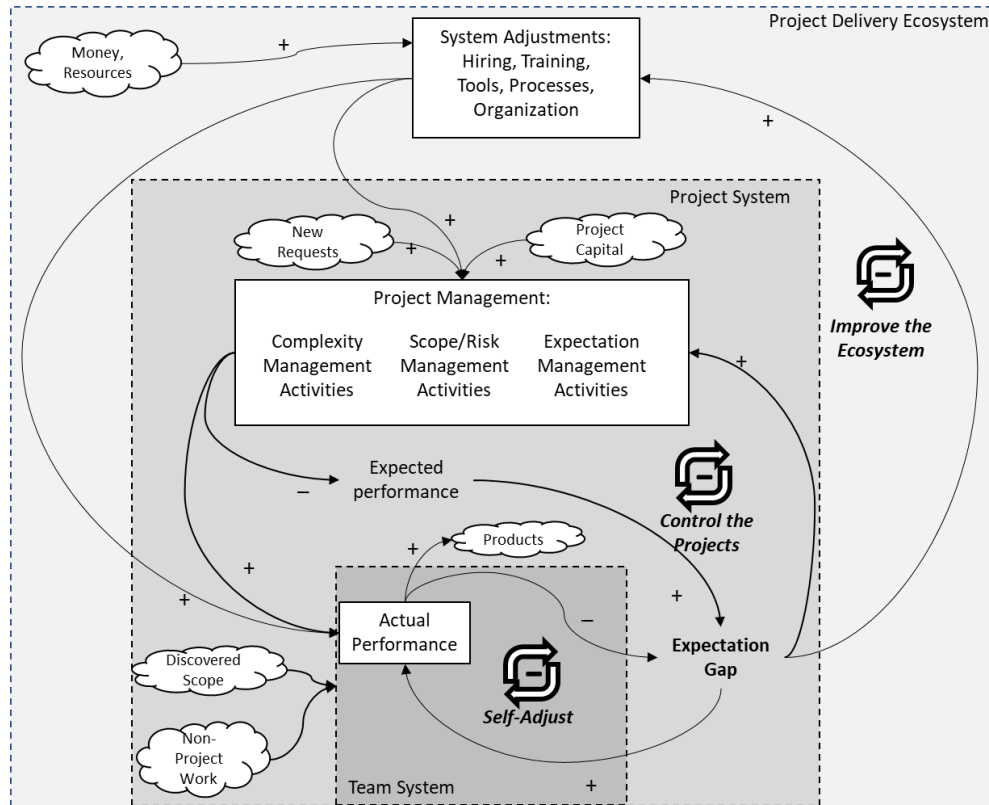 Project Delivery Ecosystem
Money,
Resources
+
System Adjustments:
Hiring, Training,
Tools, Processes,
Organization
+
Project System
New
Requests
+
+
Project
Capital
+
Project Management:
Complexity
Management
Activities
Scope/Risk
Management
Activities
Expectation
Management
Activities
+
Improve the
Ecosystem
–
Expected
performance
Control the
Projects
Products
+
+
+
+
Actual
Performance
–
Expectation
Gap
Discovered
Scope
Self-Adjust
Non-
Project
Work
Team System
+